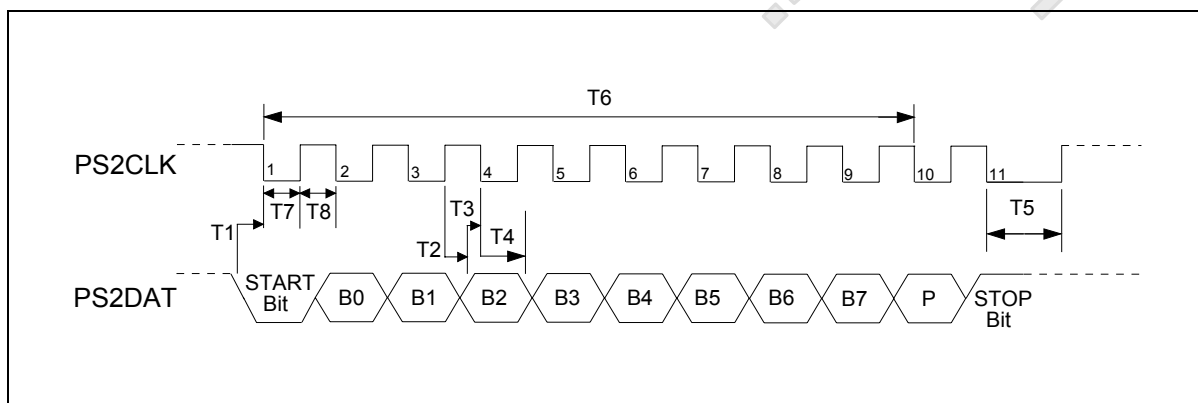 T6
PS2CLK
1 2 3 4 5 6 7 8 9 10 11
T7 T8 T3 T5
T1 T2 T4
PS2DAT
START
Bit
B0 B1 B2 B3 B4 B5 B6 B7 P
STOP
Bit